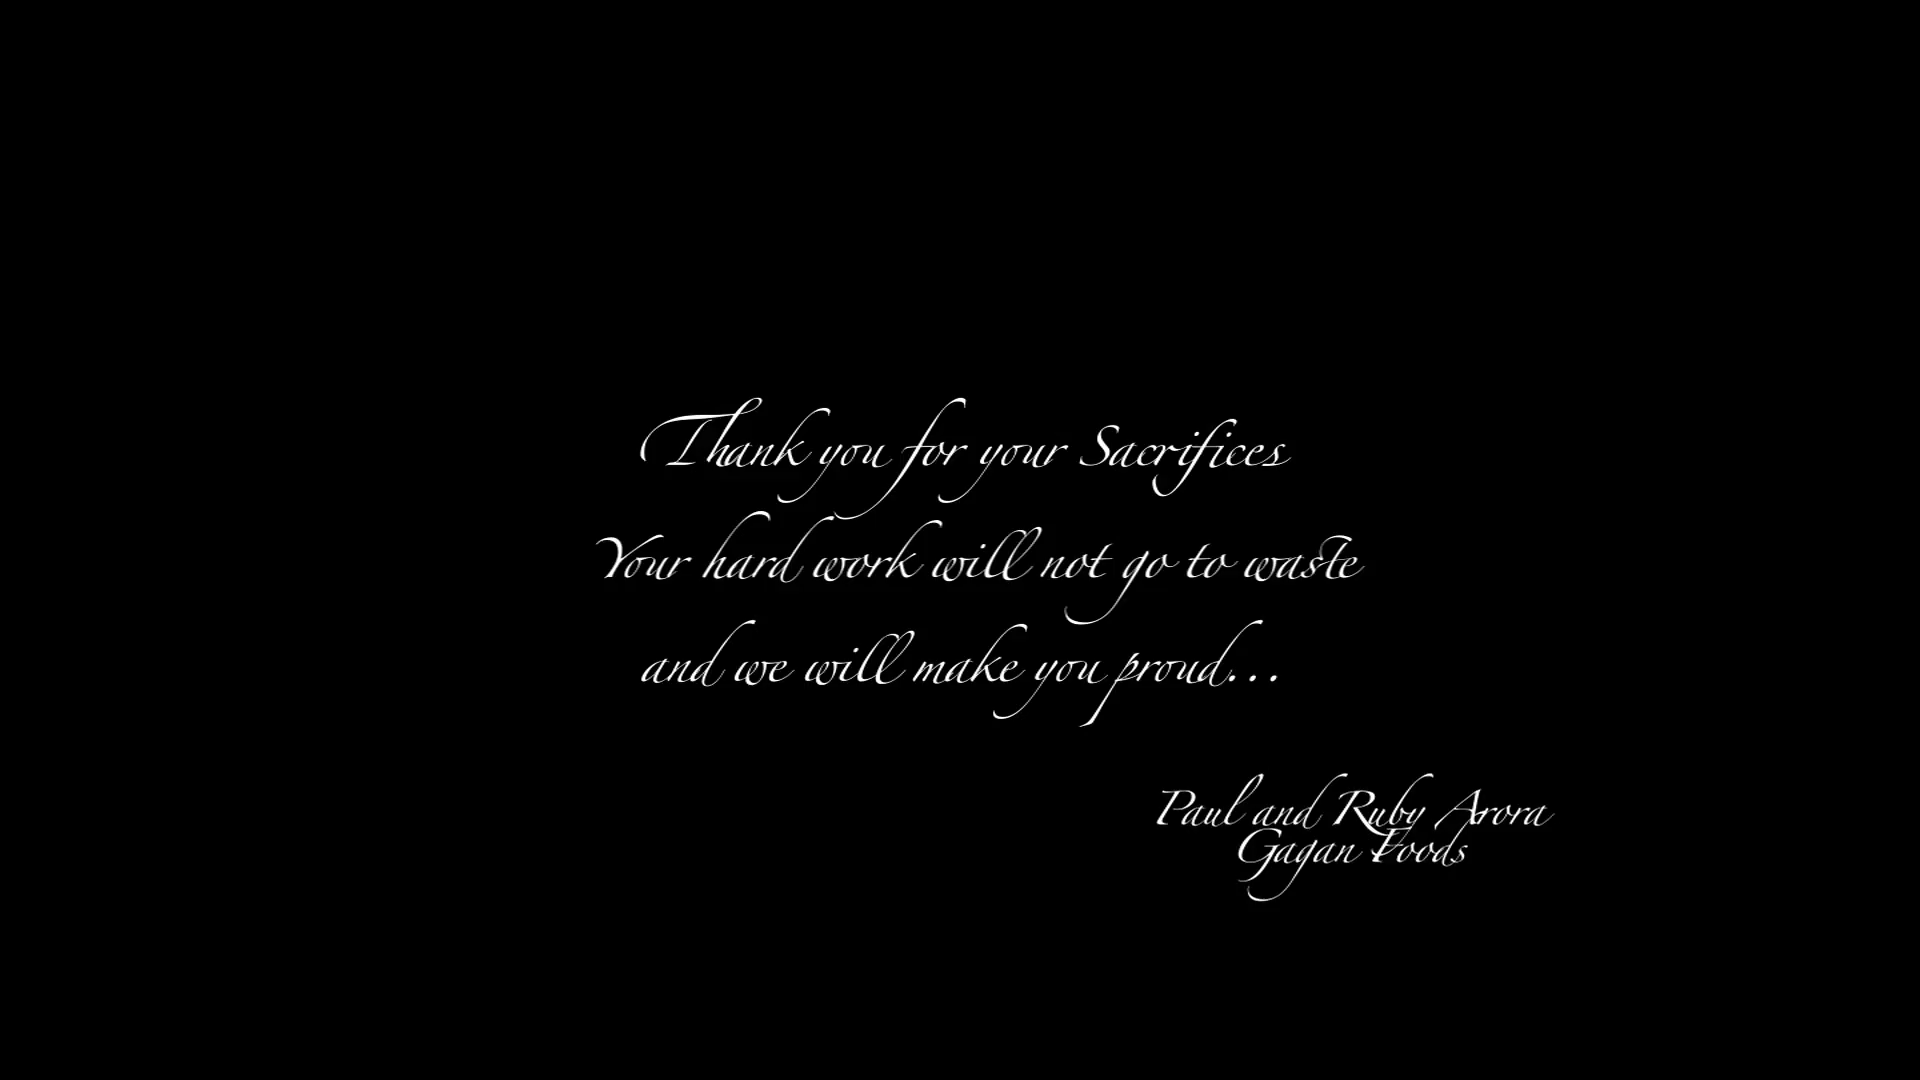 Thank you for your Sacrifices
Your hard work will not go to waste
and we will make you proud...
Paul and Ruby Arora
Gagan Foods